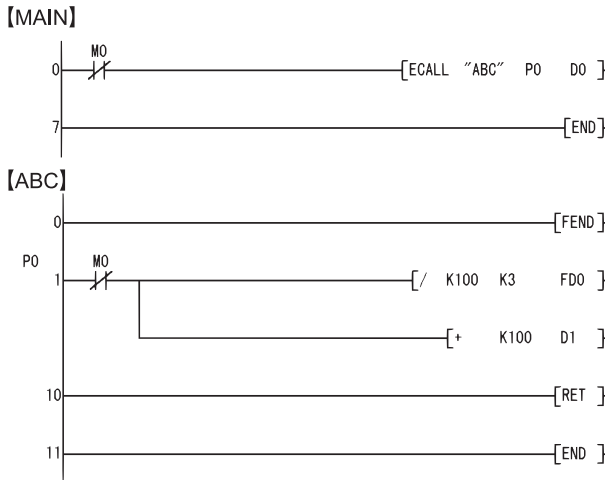 【MAIN】
M0
0 [ECALL "ABC" P0 D0 ]
7 [END]
【ABC】
0 [FEND]
P0 M0
1 [/ K100 K3 FD0 ]
[+ K100 D1 ]
10 [RET ]
11 [END ]